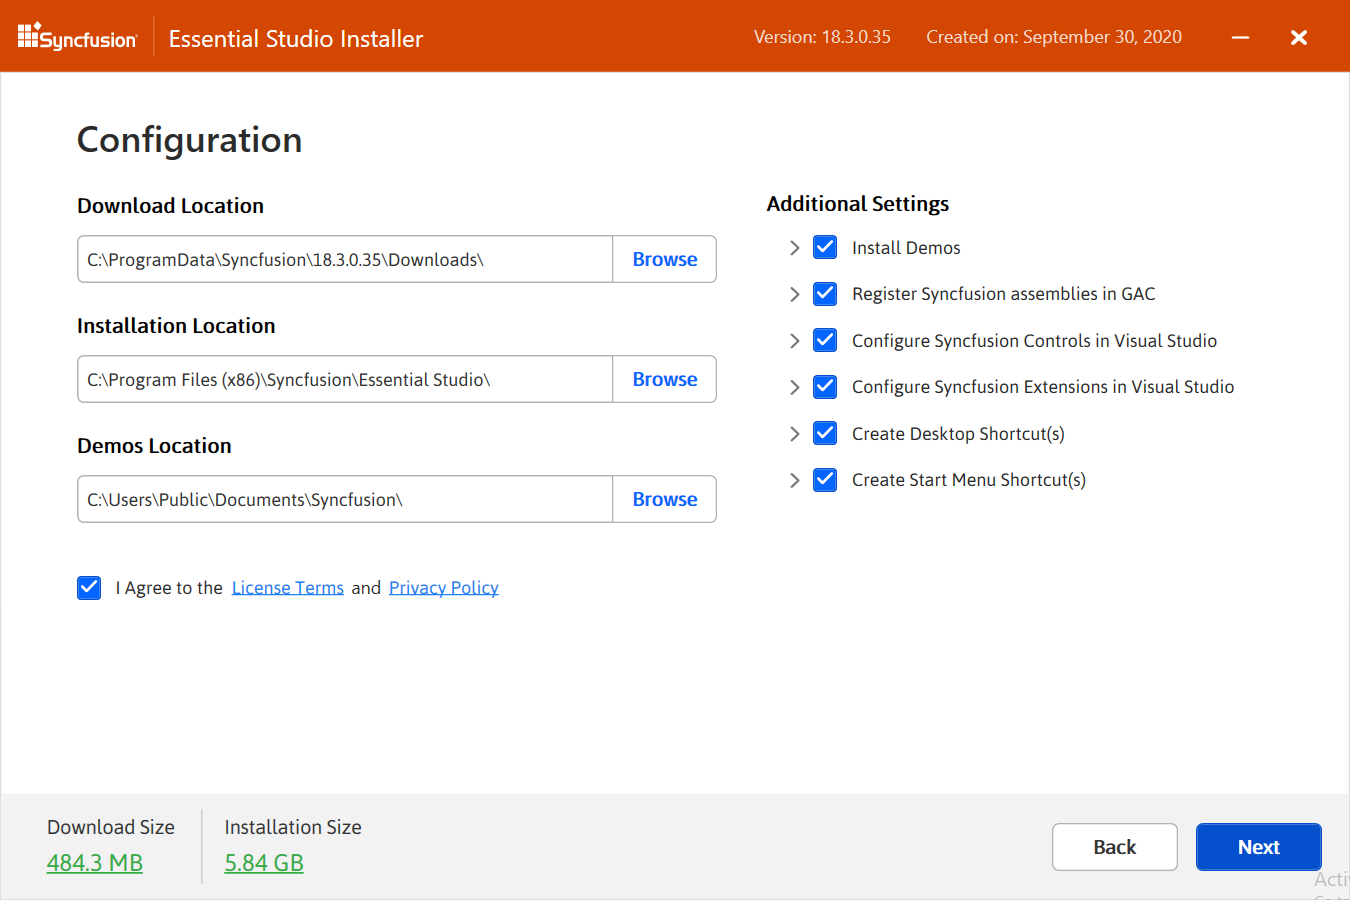 Syncfusion
Essential Studio Installer
Version: 18.3.0.35
Created on: September 30, 2020
Configuration
Download Location
C:\ProgramData\Syncfusion\18.3.0.35\Downloads\
Browse
Installation Location
C:\Program Files (x86)\Syncfusion\Essential Studio\
Browse
Demos Location
C:\Users\Public\Documents\Syncfusion\
Browse
I Agree to the License Terms and Privacy Policy
Additional Settings
Install Demos
Register Syncfusion assemblies in GAC
Configure Syncfusion Controls in Visual Studio
Configure Syncfusion Extensions in Visual Studio
Create Desktop Shortcut(s)
Create Start Menu Shortcut(s)
Download Size
484.3 MB
Installation Size
5.84 GB
Back
Next